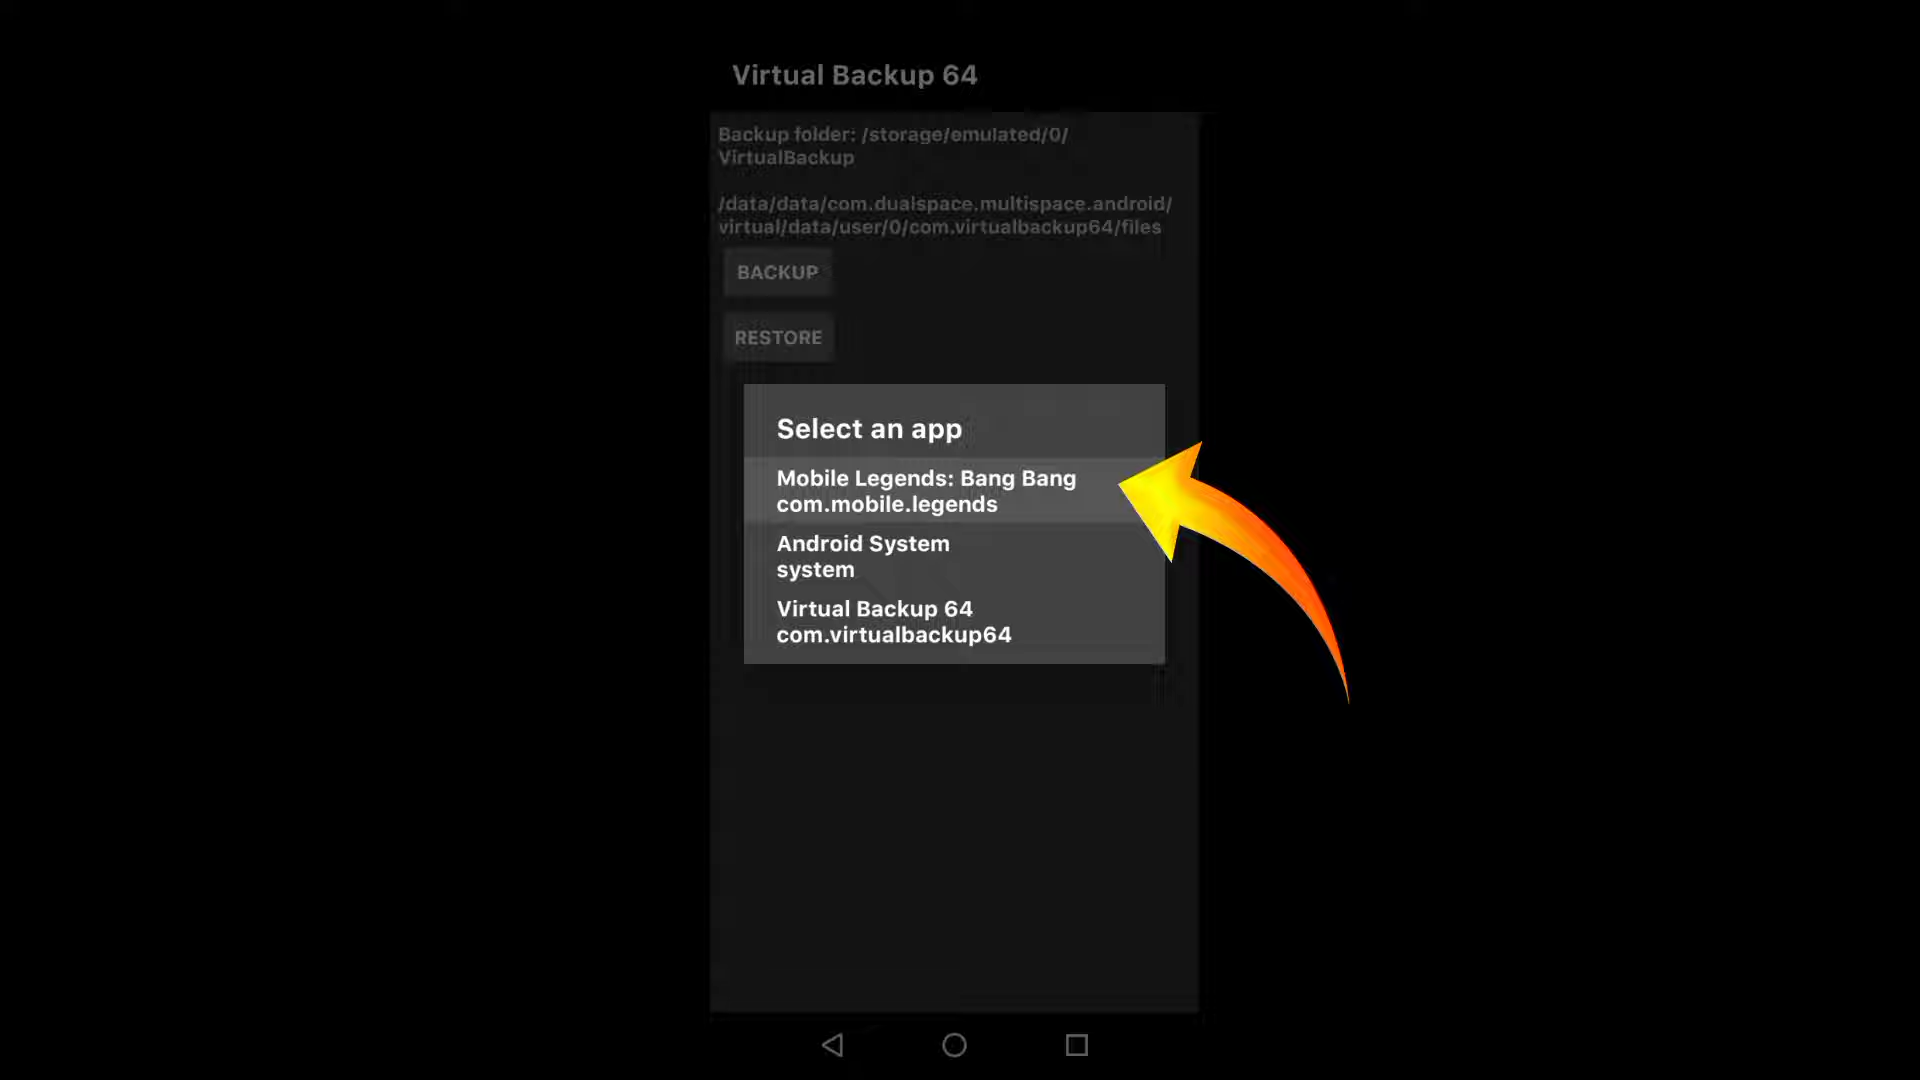 Virtual Backup 64
Backup folder: /storage/emulated/0/
VirtualBackup
/data/data/com.dualspace.multispace.android/
virtual/data/user/0/com.virtualbackup64/files
BACKUP
RESTORE
Select an app
Mobile Legends: Bang Bang
com.mobile.legends
Android System
system
Virtual Backup 64
com.virtualbackup64